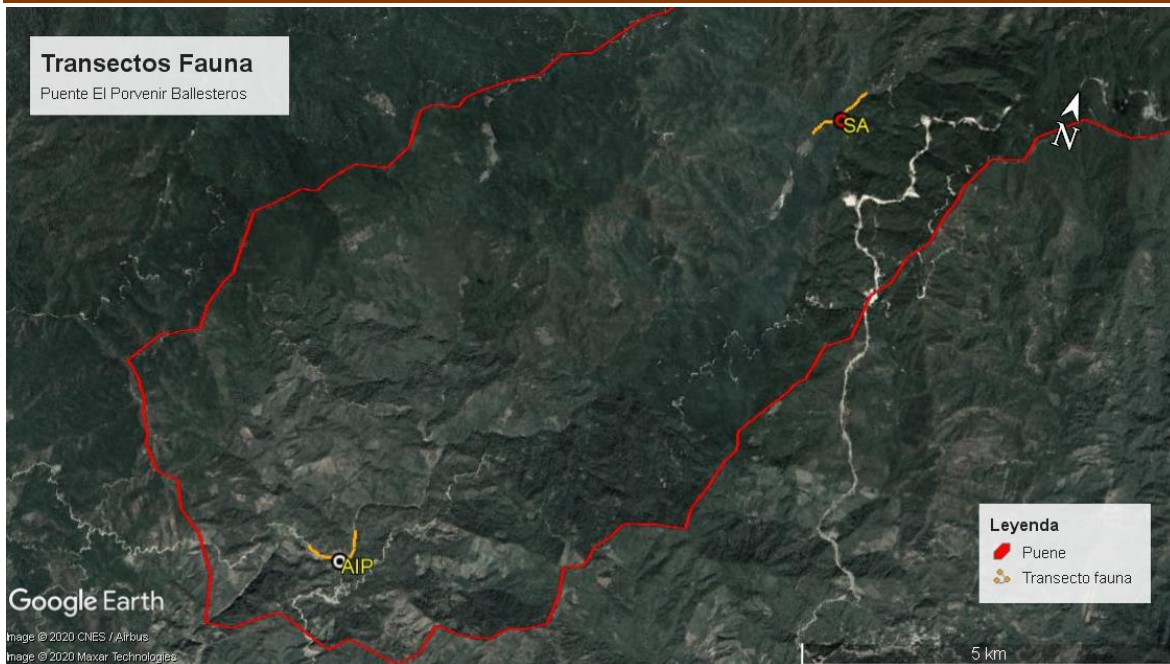 Transectos Fauna
Puente El Porvenir Ballesteros
SA
N
AIP
Leyenda
Puene
Transecto fauna
Google Earth
Image © 2020 CNES / Airbus
Image © 2020 Maxar Technologies
5 km